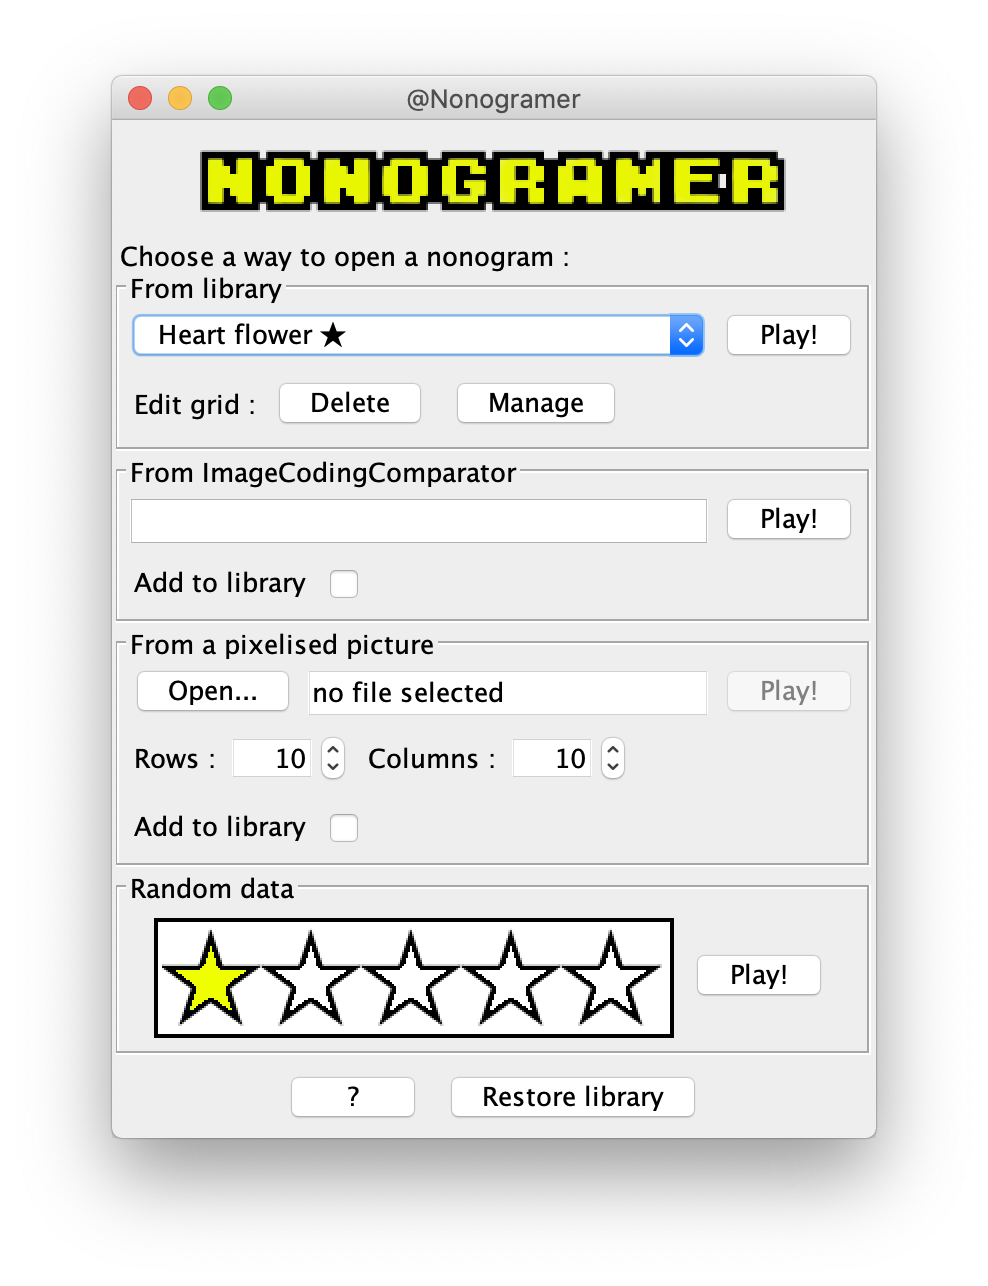 @Nonogramer
NONOGRAMER
Choose a way to open a nonogram :
From library
Heart flower ★ Play!
Edit grid : Delete Manage
From ImageCodingComparator
Play!
Add to library
From a pixelised picture
Open... no file selected Play!
Rows : 10 Columns : 10
Add to library
Random data
Play!
? Restore library